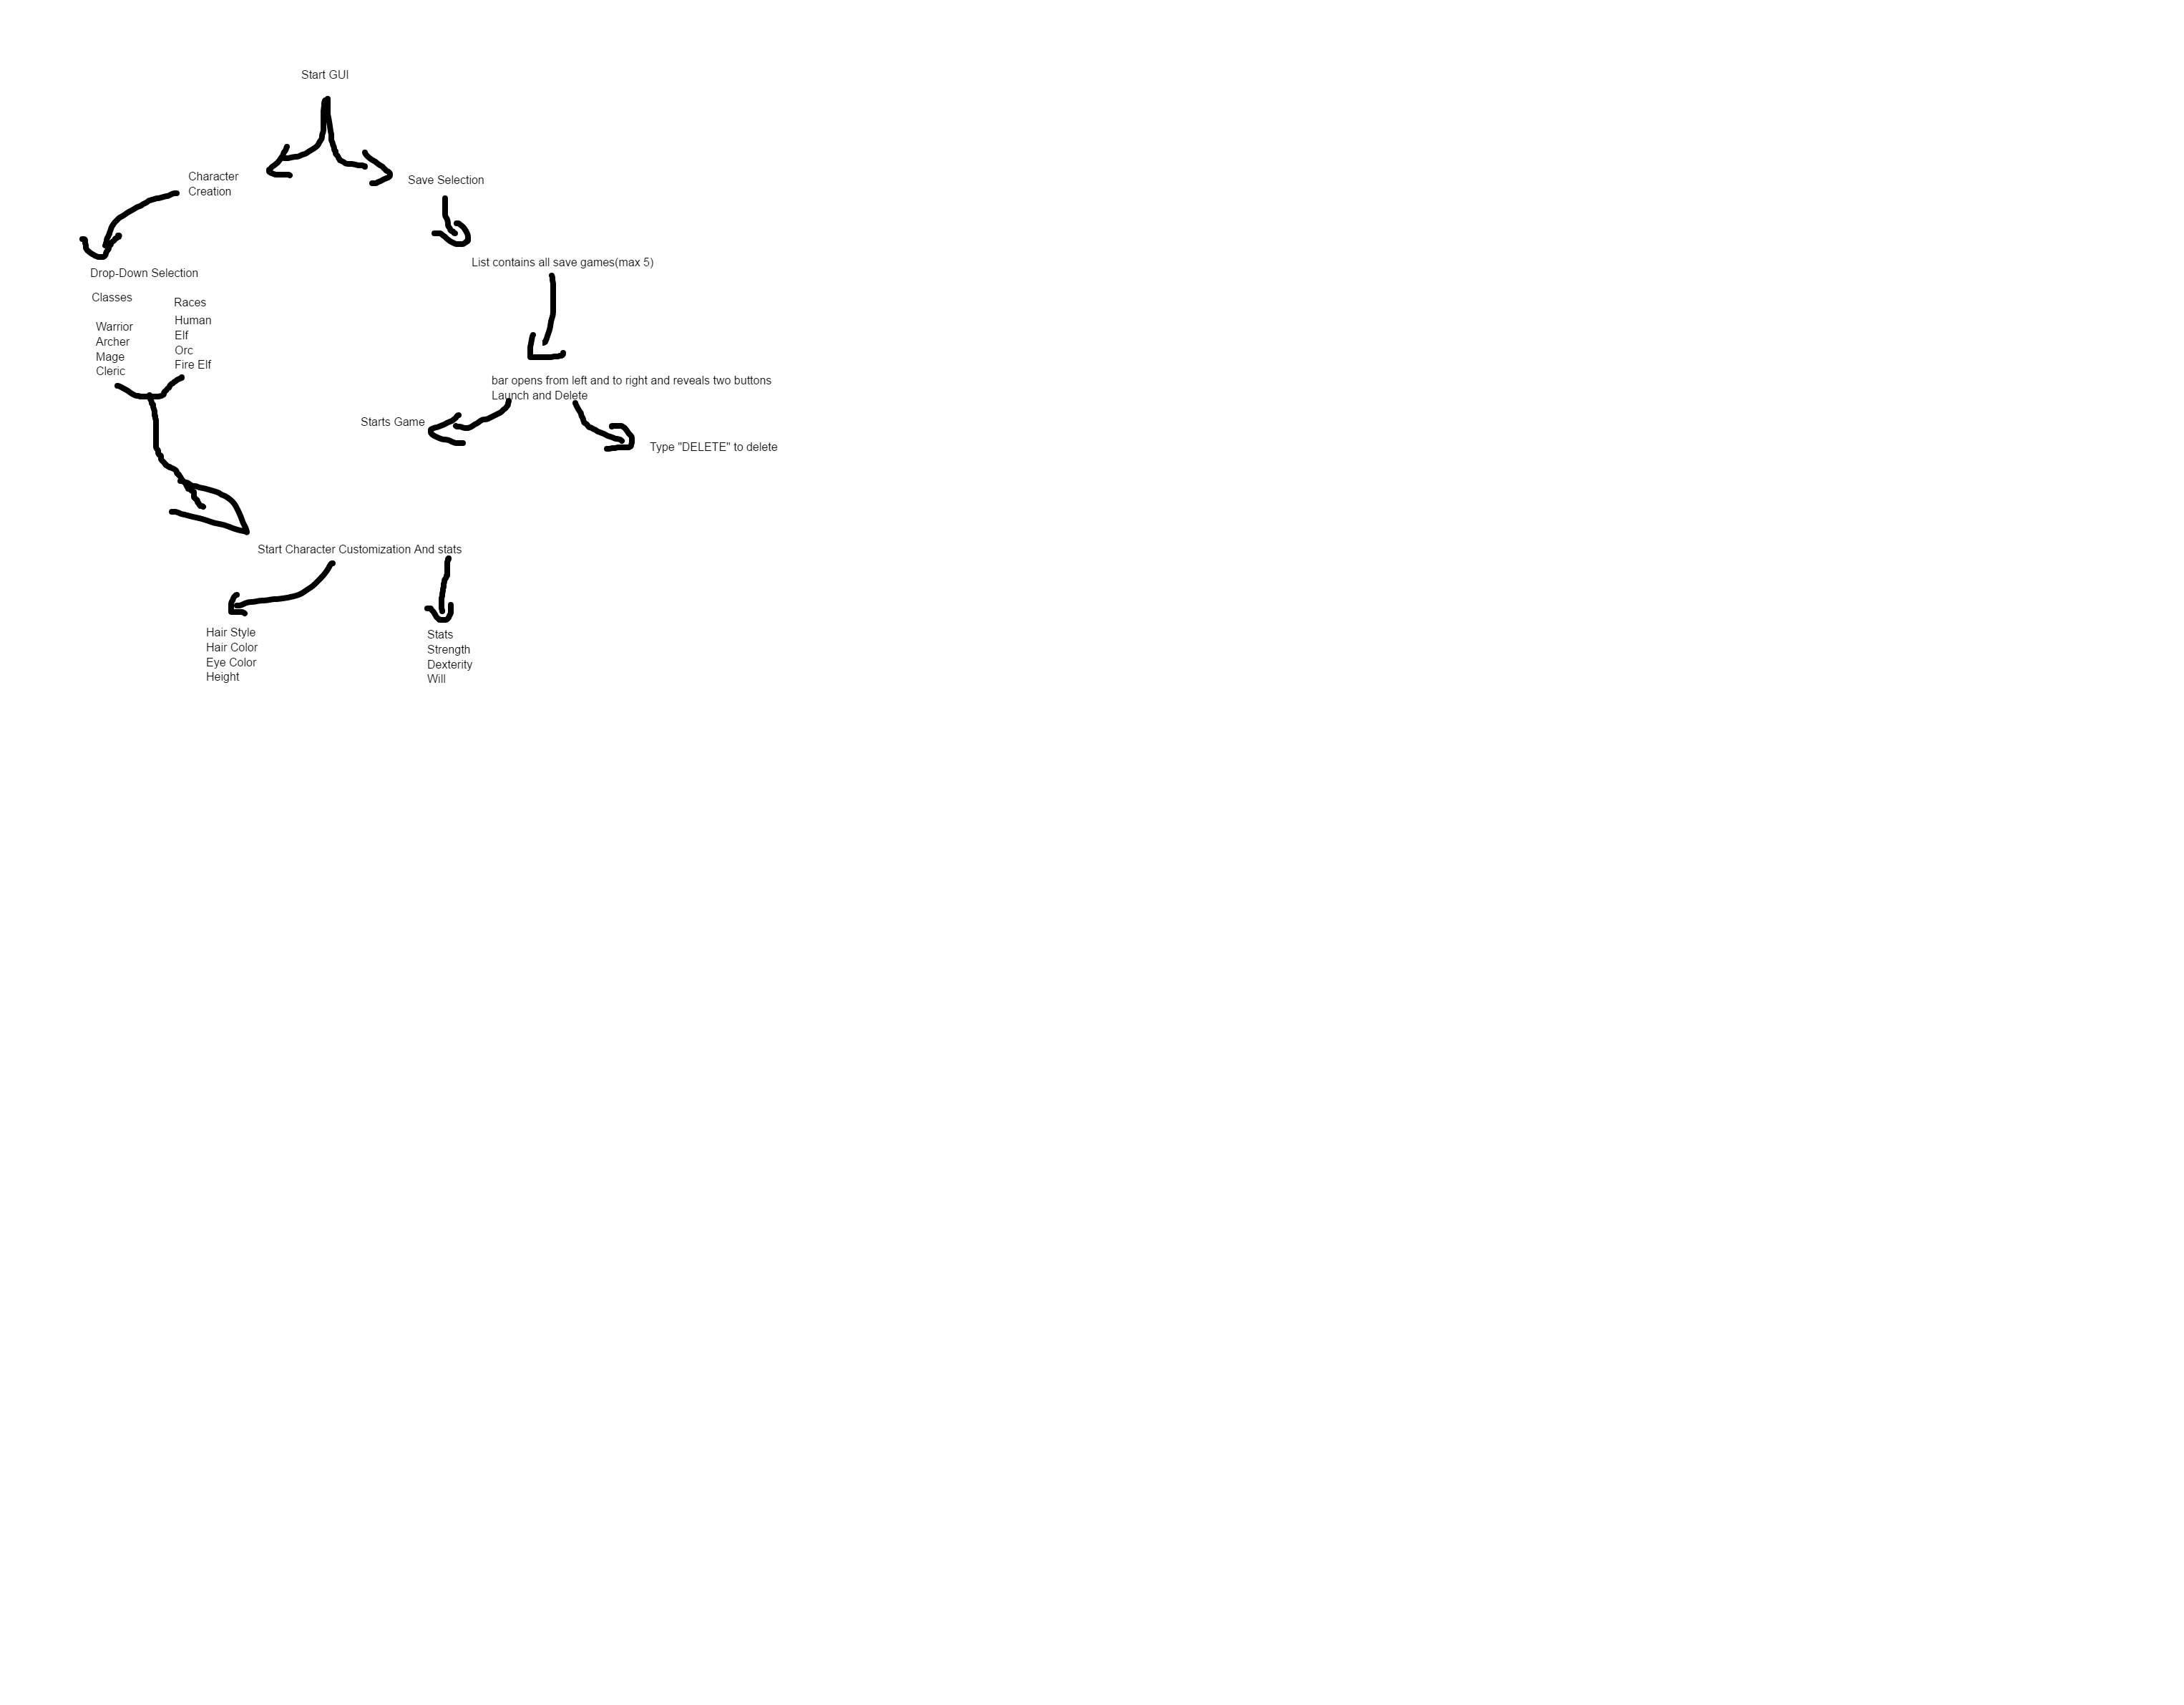 Start GUI
Character
Creation
Save Selection
List contains all save games(max 5)
Drop-Down Selection
Classes
Warrior
Archer
Mage
Cleric
Races
Human
Elf
Orc
Fire Elf
bar opens from left and to right and reveals two buttons
Launch and Delete
Starts Game
Type "DELETE" to delete
Start Character Customization And stats
Hair Style
Hair Color
Eye Color
Height
Stats
Strength
Dexterity
Will